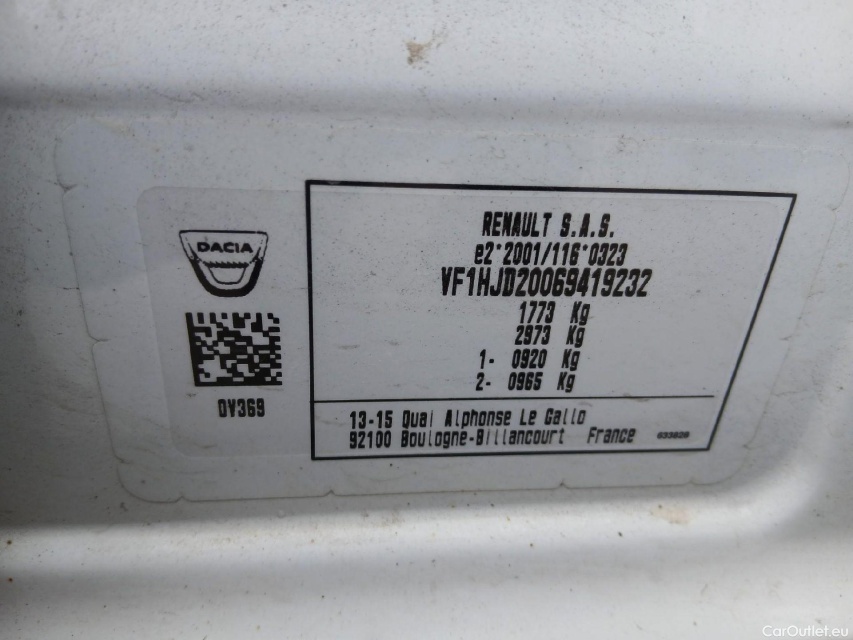 DACIA
OV369
RENAULT S.A.S.
e2*2001/116*0323
VF1HJD20069419232
1773 Kg
2973 Kg
1- 0920 Kg
2- 0965 Kg
13-15 Quai Alphonse Le Gallo
92100 Boulogne-Billancourt France
CarOutlet.eu